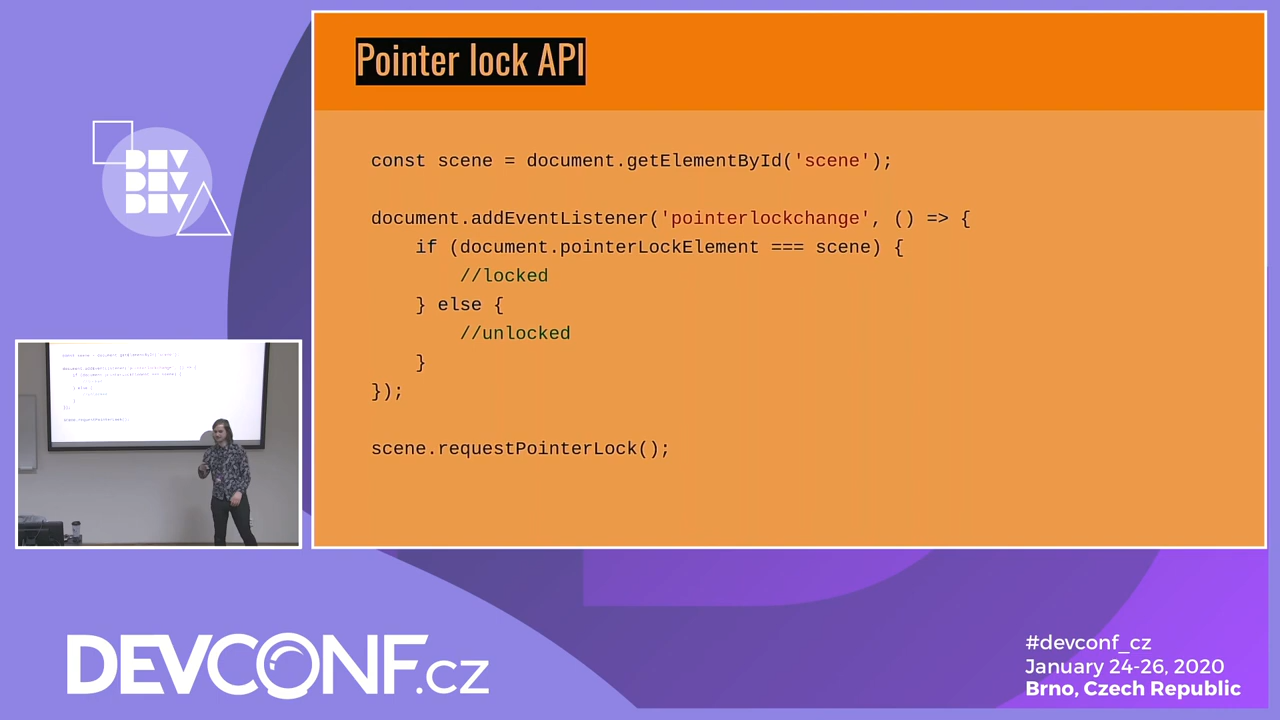 Pointer lock API
const scene = document.getElementById('scene');
document.addEventListener('pointerlockchange', () => {
    if (document.pointerLockElement === scene) {
        //locked
    } else {
        //unlocked
    }
});
scene.requestPointerLock();
DEV
DEV
DEV
DEVCONF.cz
#devconf_cz
January 24-26, 2020
Brno, Czech Republic